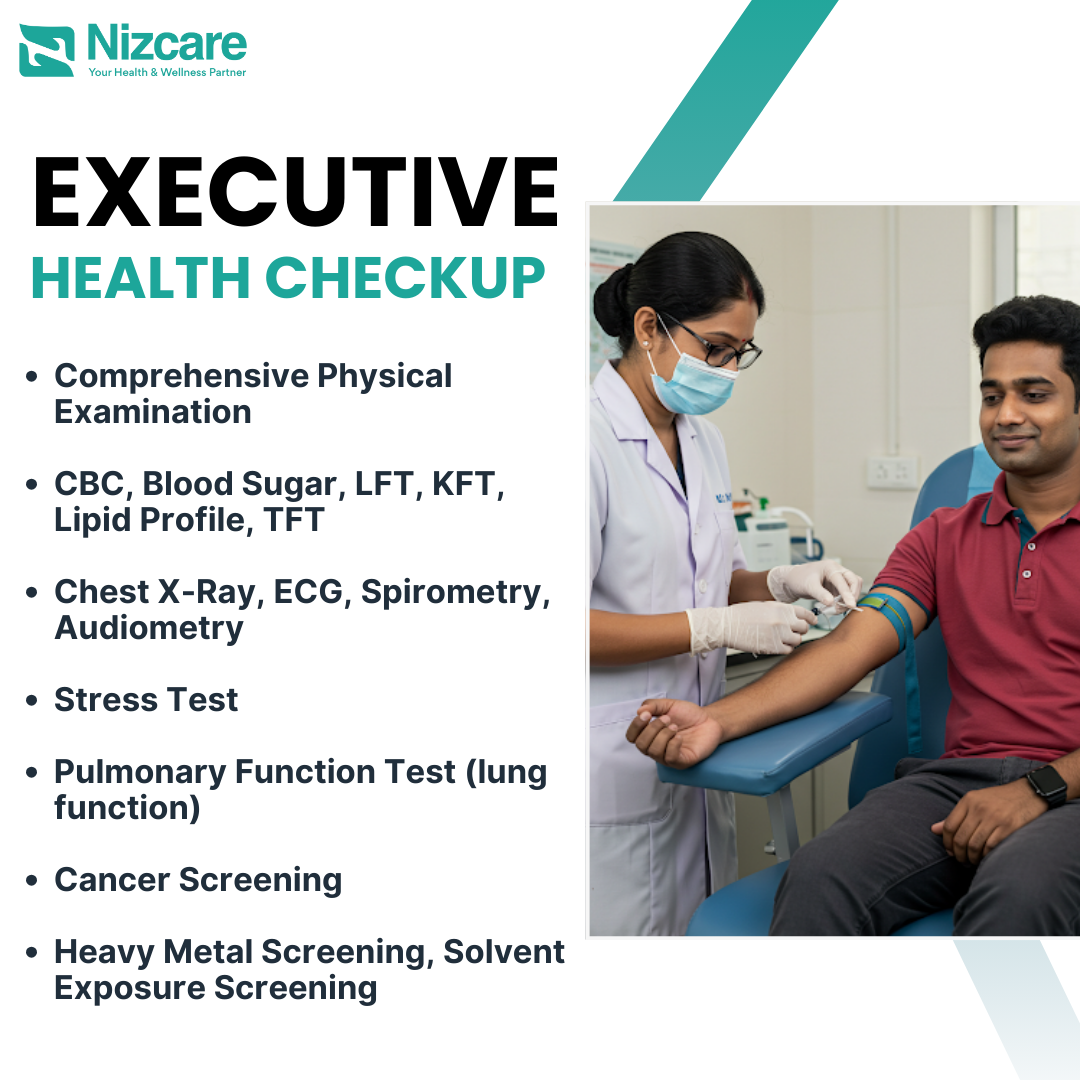 Nizcare
Your Health & Wellness Partner
EXECUTIVE
HEALTH CHECKUP
• Comprehensive Physical
Examination
• CBC, Blood Sugar, LFT, KFT,
Lipid Profile, TFT
• Chest X-Ray, ECG, Spirometry,
Audiometry
• Stress Test
• Pulmonary Function Test (lung
function)
• Cancer Screening
• Heavy Metal Screening, Solvent
Exposure Screening